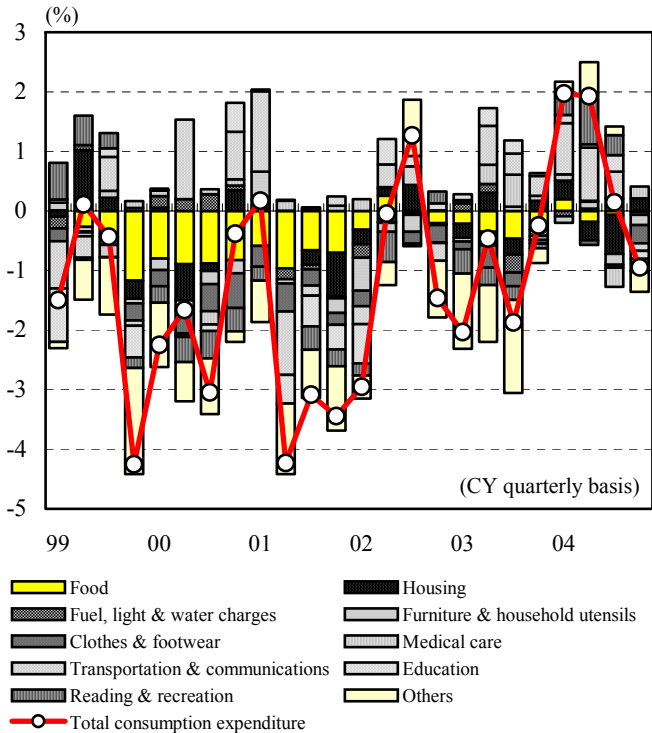 (%)
3
2
1
0
-1
-2
-3
-4
-5
(CY quarterly basis)
99 00 01 02 03 04
Food Housing
Fuel, light & water charges Furniture & household utensils
Clothes & footwear Medical care
Transportation & communications Education
Reading & recreation Others
Total consumption expenditure